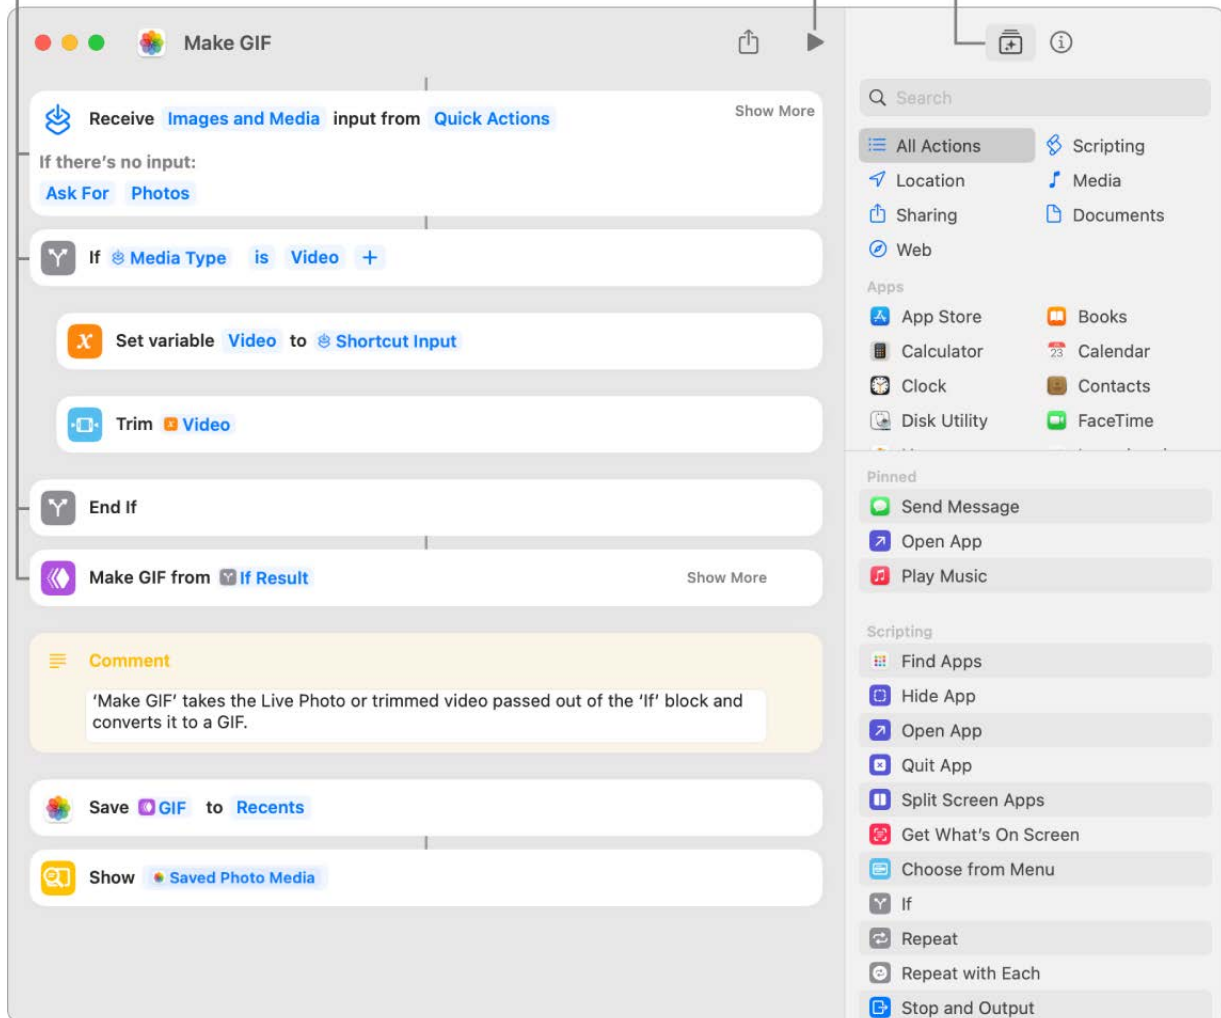 Make GIF
Receive Images and Media input from Quick Actions
Show More
If there's no input:
Ask For Photos
If Media Type is Video +
Set variable Video to Shortcut Input
Trim Video
End If
Make GIF from If Result
Show More
Comment
‘Make GIF’ takes the Live Photo or trimmed video passed out of the ‘If’ block and
converts it to a GIF.
Save GIF to Recents
Show Saved Photo Media
Search
All Actions Scripting
Location Media
Sharing Documents
Web
Apps
App Store Books
Calculator Calendar
Clock Contacts
Disk Utility FaceTime
Pinned
Send Message
Open App
Play Music
Scripting
Find Apps
Hide App
Open App
Quit App
Split Screen Apps
Get What's On Screen
Choose from Menu
If
Repeat
Repeat with Each
Stop and Output